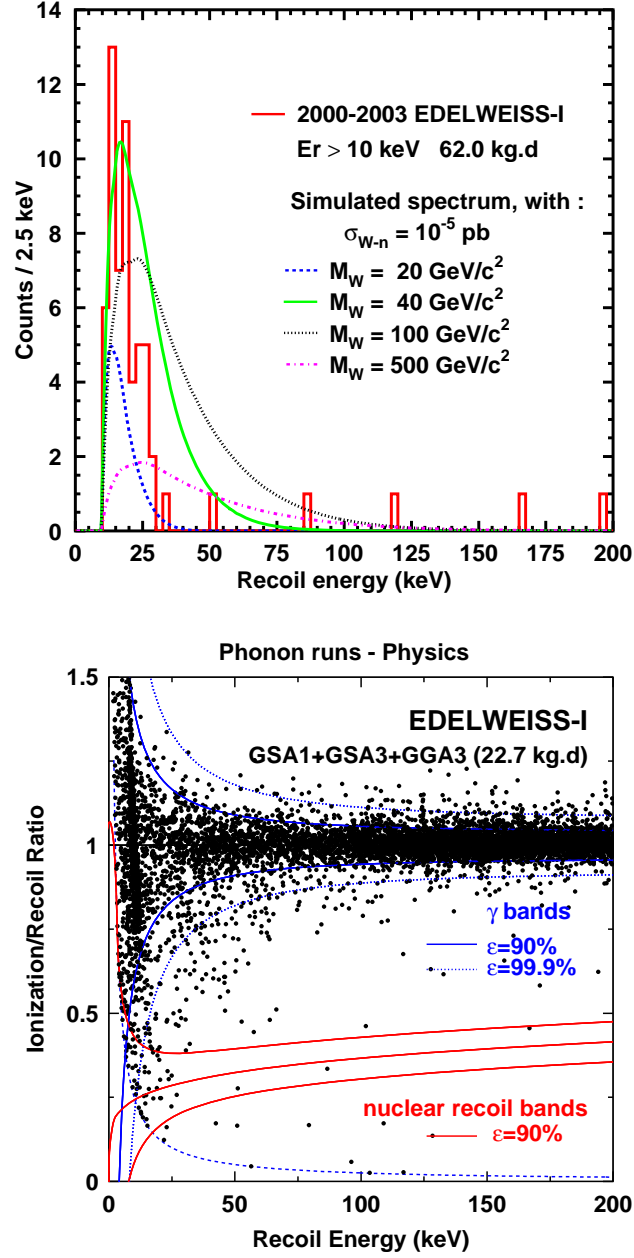 14
12
10
8
6
4
2
0
Counts / 2.5 keV
2000-2003 EDELWEISS-I
Er > 10 keV 62.0 kg.d
Simulated spectrum, with :
σW-n = 10-5 pb
MW = 20 GeV/c2
MW = 40 GeV/c2
MW = 100 GeV/c2
MW = 500 GeV/c2
0 25 50 75 100 125 150 175 200
Recoil energy (keV)
Phonon runs - Physics
1.5
1
0.5
0
Ionization/Recoil Ratio
EDELWEISS-I
GSA1+GSA3+GGA3 (22.7 kg.d)
γ bands
ε=90%
ε=99.9%
nuclear recoil bands
ε=90%
0 50 100 150 200
Recoil Energy (keV)